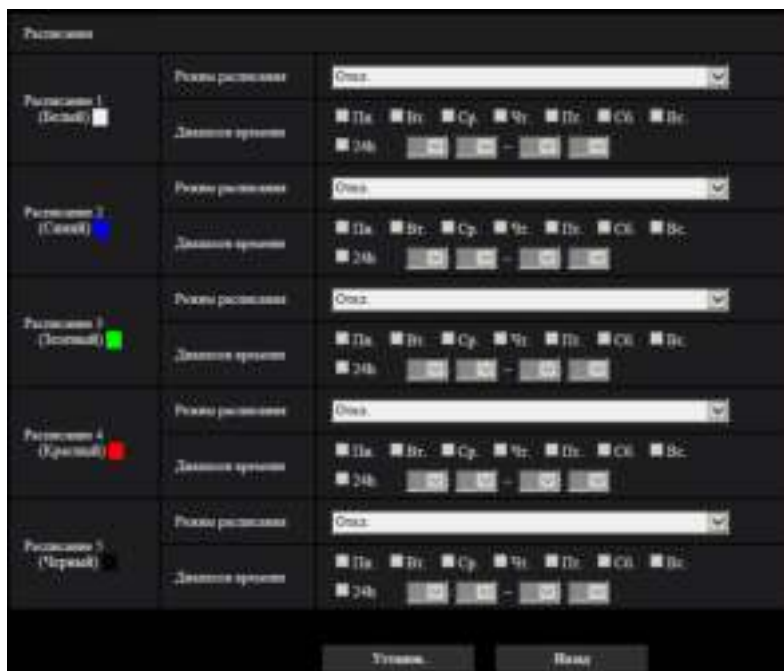 Расписания
Расписание 1
(Белый)
Режим расписания
Откл.
Диапазон времени
Пн. Вт. Ср. Чт. Пт. Сб. Вс.
24h –
Расписание 2
(Синий)
Режим расписания
Откл.
Диапазон времени
Пн. Вт. Ср. Чт. Пт. Сб. Вс.
24h –
Расписание 3
(Зеленый)
Режим расписания
Откл.
Диапазон времени
Пн. Вт. Ср. Чт. Пт. Сб. Вс.
24h –
Расписание 4
(Красный)
Режим расписания
Откл.
Диапазон времени
Пн. Вт. Ср. Чт. Пт. Сб. Вс.
24h –
Расписание 5
(Черный)
Режим расписания
Откл.
Диапазон времени
Пн. Вт. Ср. Чт. Пт. Сб. Вс.
24h –
Установ. Назад